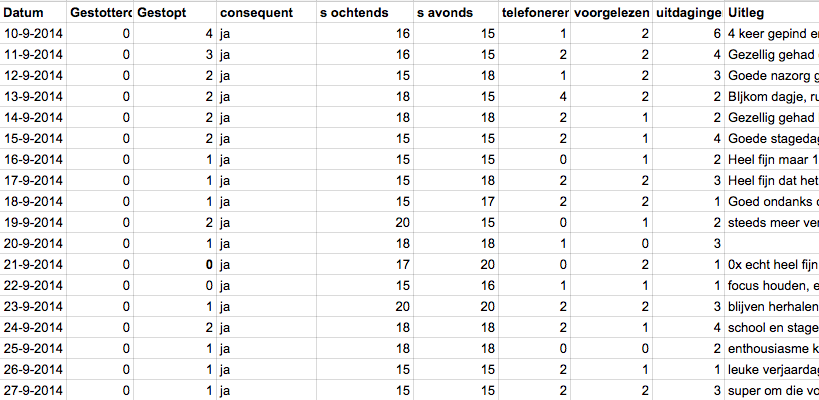 Datum Gestotterd Gestopt consequent s ochtends s avonds telefoneren voorgelezen uitdagingen Uitleg
10-9-2014 0 4 ja 16 15 1 2 6 4 keer gepind en
11-9-2014 0 3 ja 16 15 2 2 4 Gezellig gehad
12-9-2014 0 2 ja 15 18 1 2 3 Goede nazorg g
13-9-2014 0 2 ja 18 15 4 2 2 Bljkom dagje, ru
14-9-2014 0 2 ja 18 18 2 1 2 Gezellig gehad
15-9-2014 0 2 ja 15 15 2 1 4 Goede stagedag
16-9-2014 0 1 ja 15 15 0 1 2 Heel fijn maar 1
17-9-2014 0 1 ja 15 18 2 2 3 Heel fijn dat het
18-9-2014 0 1 ja 15 17 2 2 1 Goed ondanks
19-9-2014 0 2 ja 20 15 0 1 2 steeds meer ver
20-9-2014 0 1 ja 18 18 1 0 3
21-9-2014 0 0 ja 17 20 0 2 1 0x echt heel fijn
22-9-2014 0 0 ja 15 16 1 1 1 focus houden, e
23-9-2014 0 1 ja 20 20 2 2 3 blijven herhalen
24-9-2014 0 2 ja 18 18 2 1 4 school en stage
25-9-2014 0 1 ja 18 18 0 0 2 enthousiasme k
26-9-2014 0 1 ja 15 15 2 1 1 leuke verjaardag
27-9-2014 0 1 ja 15 15 2 2 3 super om die vo